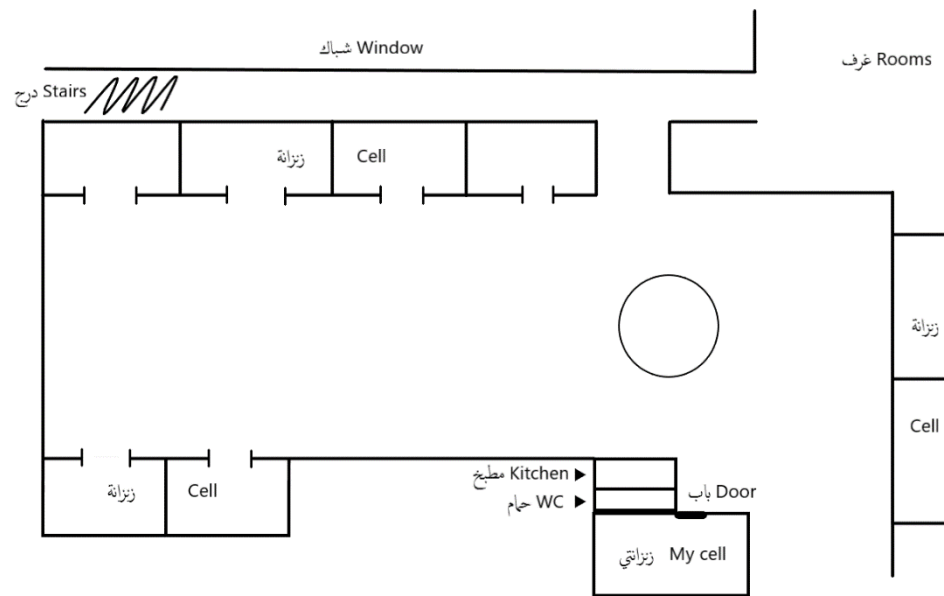 شباك Window
غرف Rooms
درج Stairs
زنزانة Cell
زنزانة
Cell
زنزانة Cell
مطبخ Kitchen
حمام WC
باب Door
زنزانتي My cell